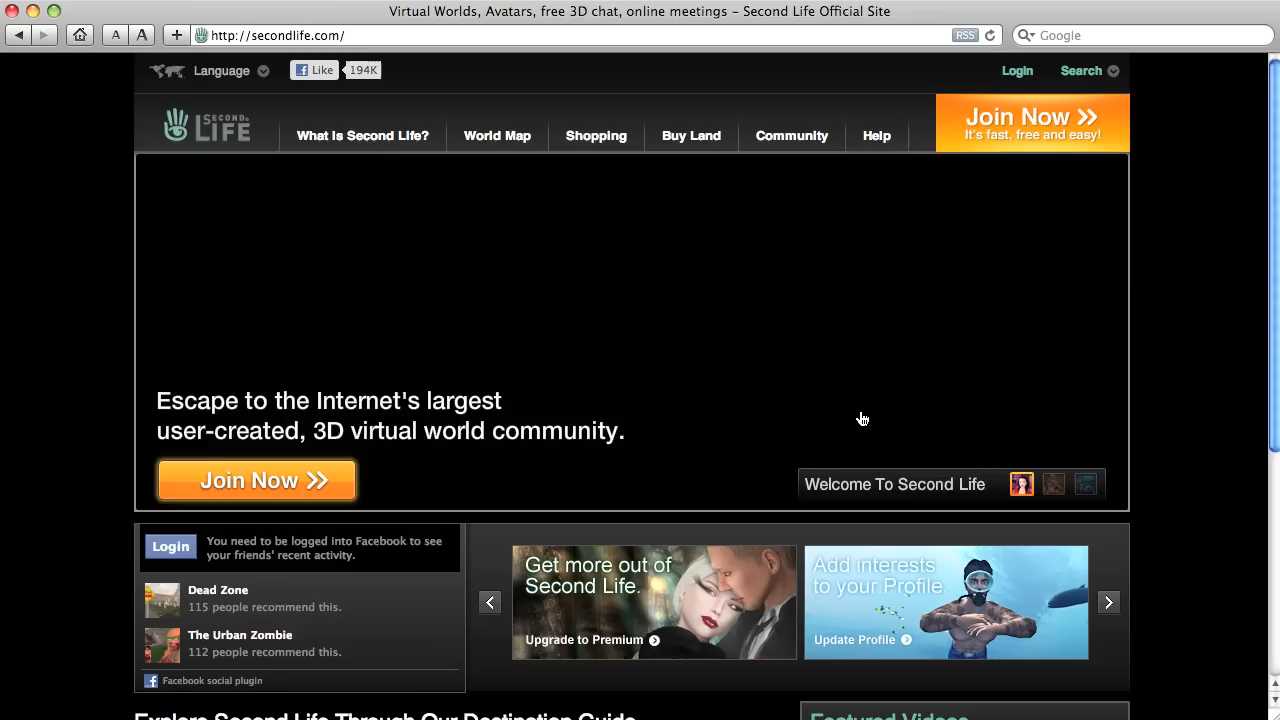 Virtual Worlds, Avatars, free 3D chat, online meetings – Second Life Official Site
A A + http://secondlife.com/ RSS Google
Language Like 194K Login Search
SECOND LIFE What Is Second Life? World Map Shopping Buy Land Community Help
Join Now
It's fast, free and easy!
Escape to the Internet's largest
user-created, 3D virtual world community.
Join Now
Welcome To Second Life
Login
You need to be logged into Facebook to see
your friends' recent activity.
Dead Zone
115 people recommend this.
The Urban Zombie
112 people recommend this.
Facebook social plugin
Get more out of
Second Life.
Upgrade to Premium
Add interests
to your Profile.
Update Profile
Explore Second Life Through Our Destination Guide
Featured Videos